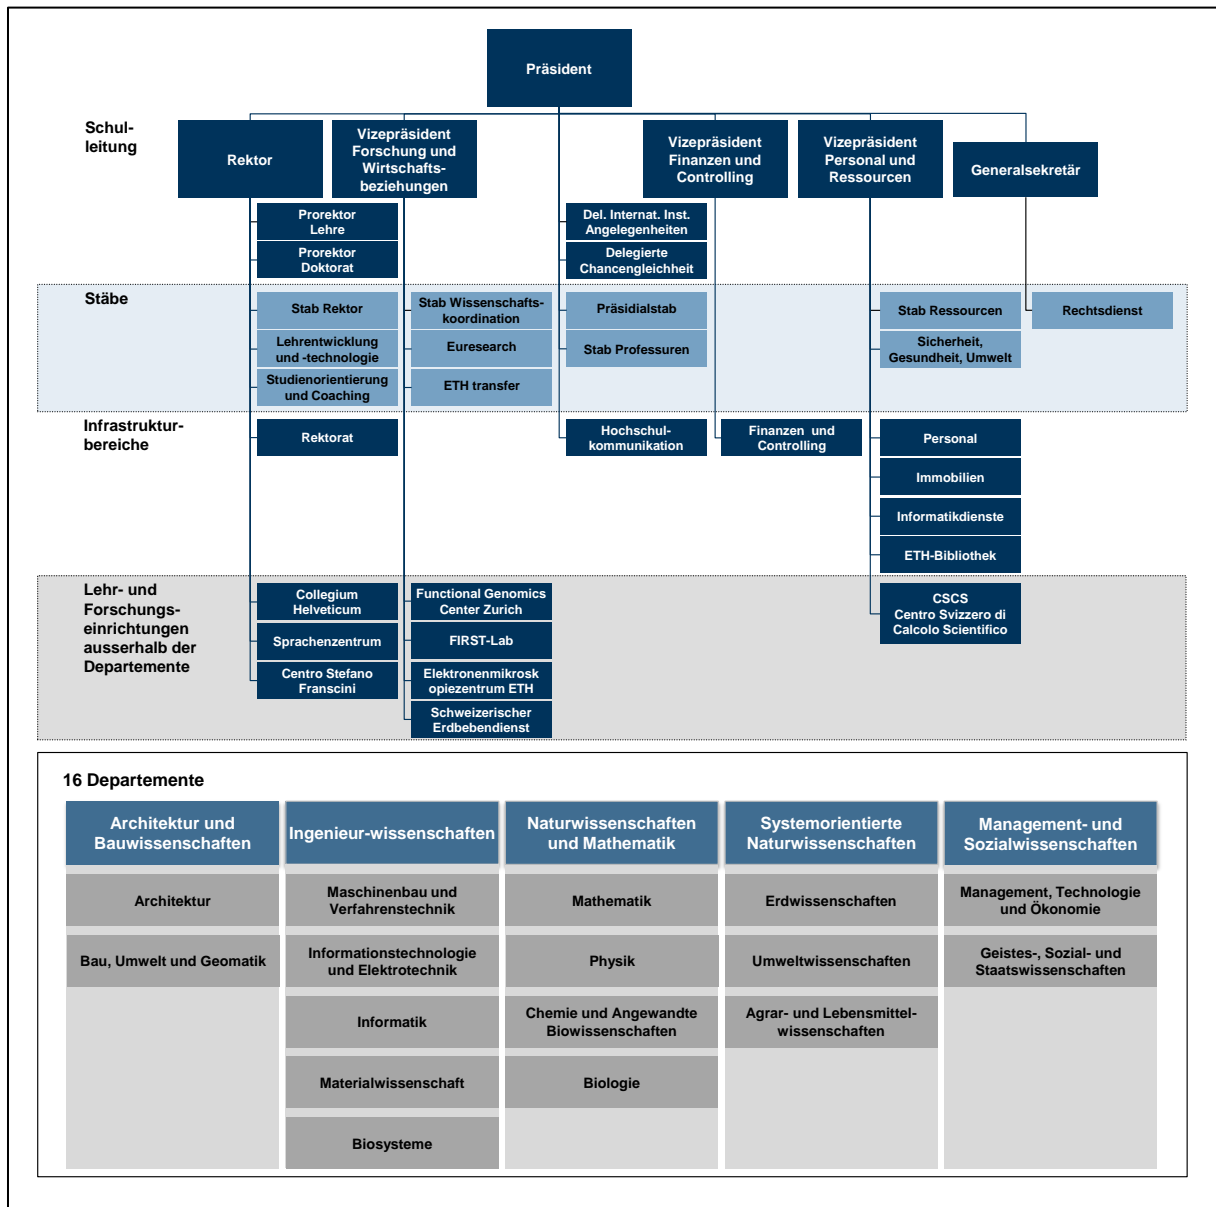 Präsident
Schul-
leitung
Rektor
Vizepräsident
Forschung und
Wirtschafts-
beziehungen
Vizepräsident
Finanzen und
Controlling
Vizepräsident
Personal und
Ressourcen
Generalsekretär
Prorektor
Lehre
Prorektor
Doktorat
Del. Internat. Inst.
Angelegenheiten
Delegierte
Chancengleichheit
Stäbe
Stab Rektor
Lehrentwicklung
und -technologie
Studienorientierung
und Coaching
Stab Wissenschafts-
koordination
Euresearch
ETH transfer
Präsidialstab
Stab Professuren
Stab Ressourcen
Sicherheit,
Gesundheit, Umwelt
Rechtsdienst
Infrastruktur-
bereiche
Rektorat
Hochschul-
kommunikation
Finanzen und
Controlling
Personal
Immobilien
Informatikdienste
ETH-Bibliothek
Lehr- und
Forschungs-
einrichtungen
ausserhalb der
Departemente
Collegium
Helveticum
Sprachenzentrum
Centro Stefano
Franscini
Functional Genomics
Center Zurich
FIRST-Lab
Elektronenmikrosk
opiezentrum ETH
Schweizerischer
Erdbebendienst
CSCS
Centro Svizzero di
Calcolo Scientifico
16 Departemente
Architektur und
Bauwissenschaften
Architektur
Bau, Umwelt und Geomatik
Ingenieur-wissenschaften
Maschinenbau und
Verfahrenstechnik
Informationstechnologie
und Elektrotechnik
Informatik
Materialwissenschaft
Biosysteme
Naturwissenschaften
und Mathematik
Mathematik
Physik
Chemie und Angewandte
Biowissenschaften
Biologie
Systemorientierte
Naturwissenschaften
Erdwissenschaften
Umweltwissenschaften
Agrar- und Lebensmittel-
wissenschaften
Management- und
Sozialwissenschaften
Management, Technologie
und Ökonomie
Geistes-, Sozial- und
Staatswissenschaften